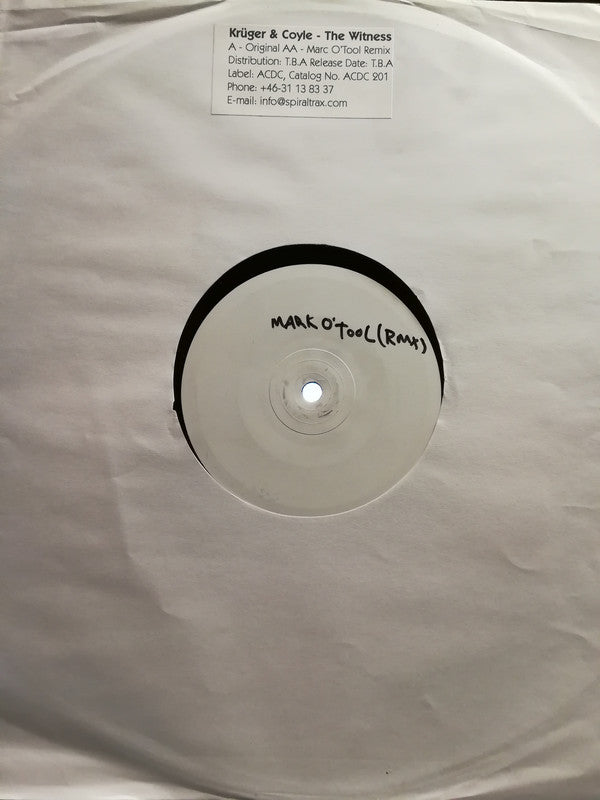 Krüger & Coyle - The Witness
A - Original AA - Marc O'Tool Remix
Distribution: T.B.A Release Date: T.B.A
Label: ACDC, Catalog No. ACDC 201
Phone: +46-31 13 83 37
E-mail: info@spiraltrax.com
MARK O'TOOL (RMX)